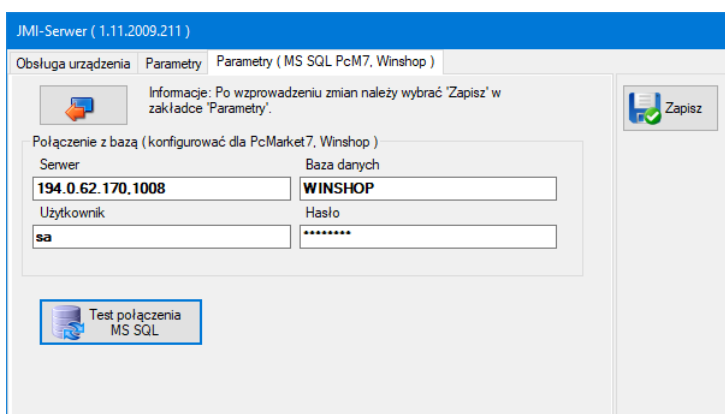 JMI-Serwer ( 1.11.2009.211 )
Obsługa urządzenia Parametry Parametry ( MS SQL PcM7, Winshop )
Informacje: Po wzprowadzeniu zmian należy wybrać 'Zapisz' w
zakładce 'Parametry'.
Zapisz
Połączenie z bazą ( konfigurować dla PcMarket7, Winshop )
Serwer Baza danych
194.0.62.170,1008 WINSHOP
Użytkownik Hasło
sa ********
Test połączenia
MS SQL